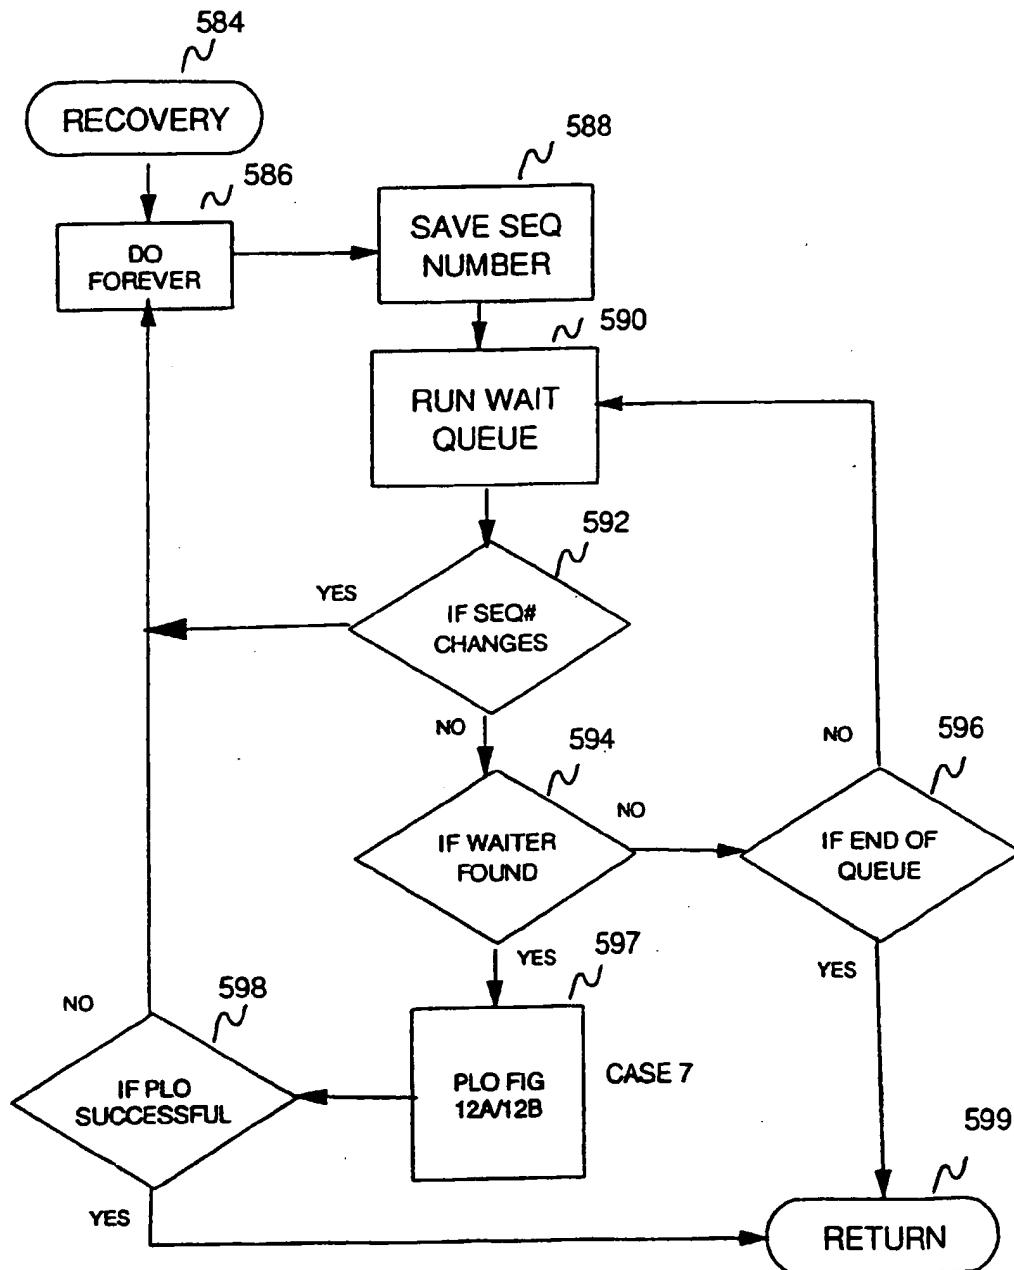 584
RECOVERY
586
DO
FOREVER
588
SAVE SEQ
NUMBER
590
RUN WAIT
QUEUE
592
YES
IF SEQ#
CHANGES
NO
594
NO
IF WAITER
FOUND
NO
596
IF END OF
QUEUE
YES
YES
597
PLO FIG
12A/12B
CASE 7
598
NO
IF PLO
SUCCESSFUL
YES
599
RETURN